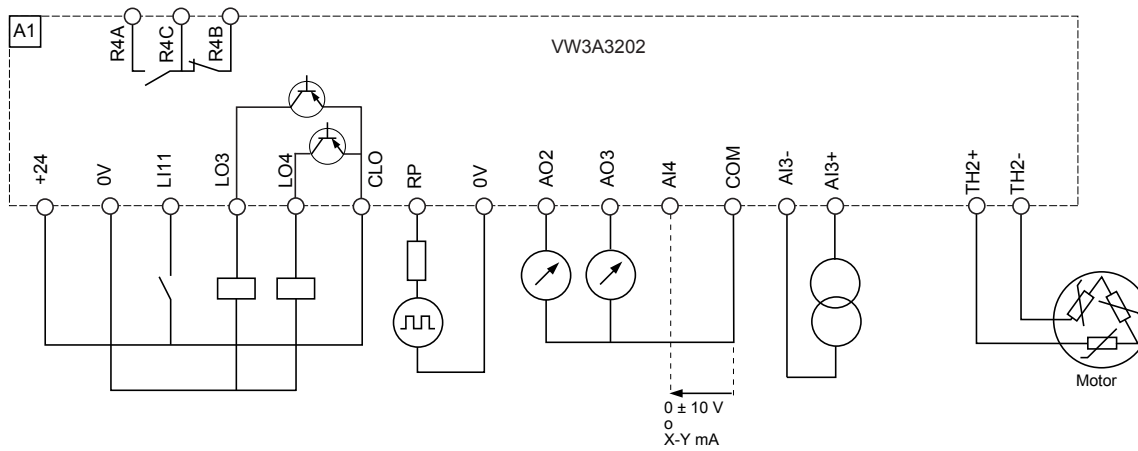 A1
R4A
R4C
R4B
VW3A3202
+24
0V
LI11
LO3
LO4
CLO
RP
0V
AO2
AO3
AI4
COM
AI3-
AI3+
TH2+
TH2-
Motor
0 ± 10 V
o
X-Y mA